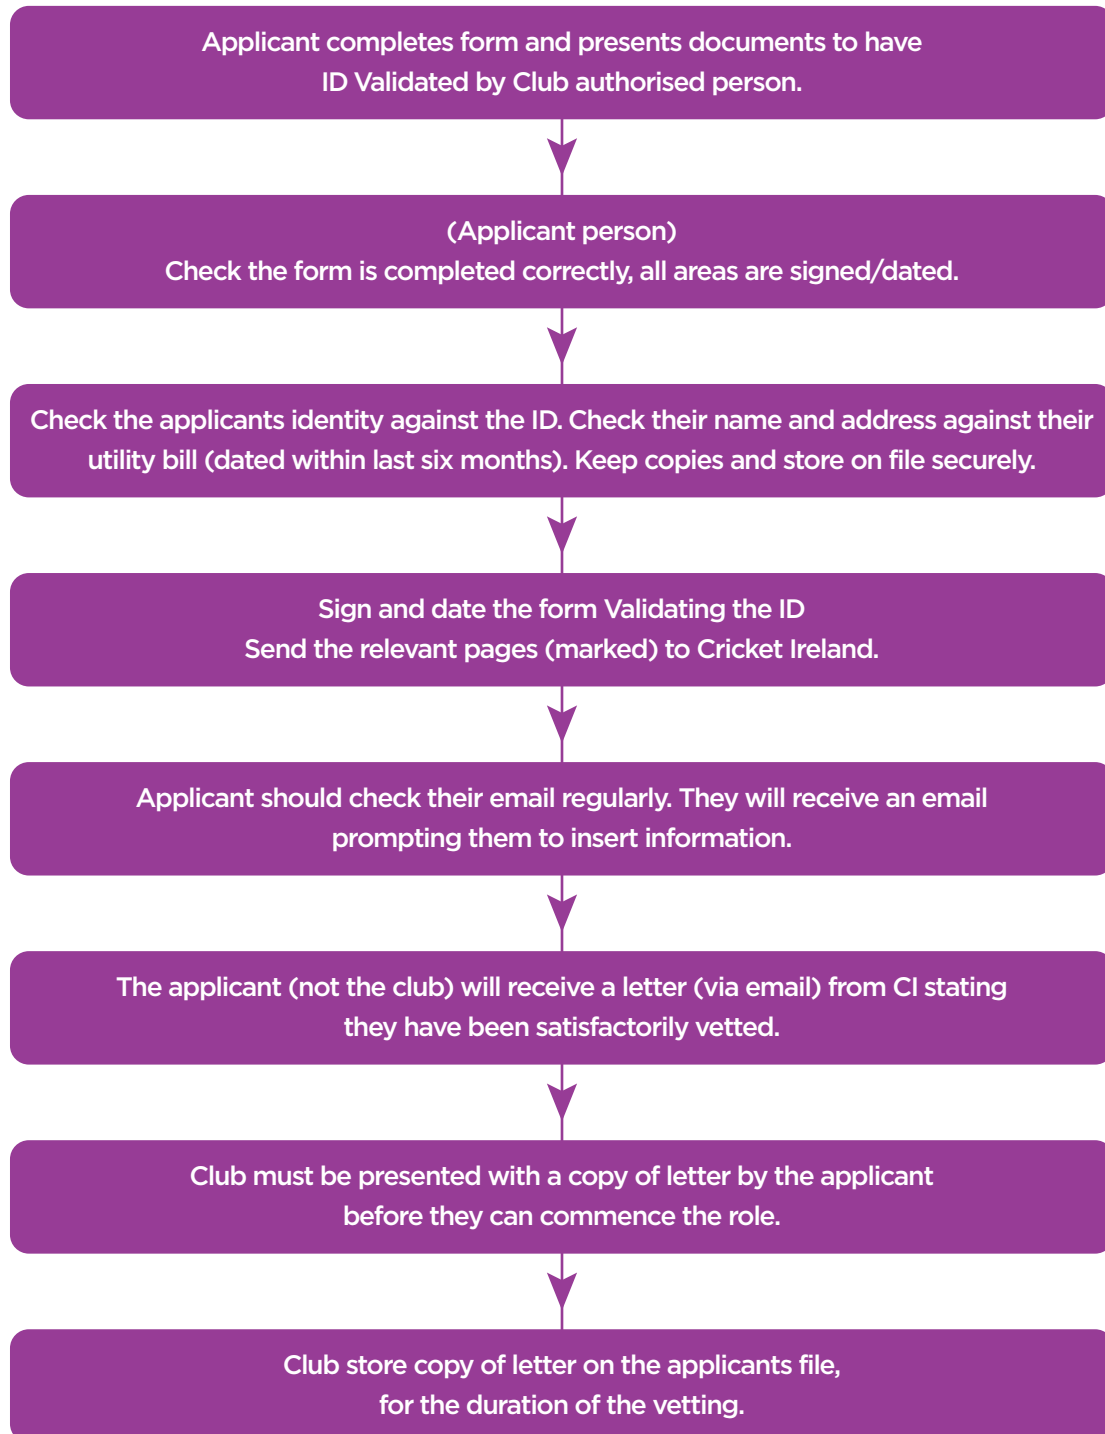 Applicant completes form and presents documents to have
ID Validated by Club authorised person.
(Applicant person)
Check the form is completed correctly, all areas are signed/dated.
Check the applicants identity against the ID. Check their name and address against their
utility bill (dated within last six months). Keep copies and store on file securely.
Sign and date the form Validating the ID
Send the relevant pages (marked) to Cricket Ireland.
Applicant should check their email regularly. They will receive an email
prompting them to insert information.
The applicant (not the club) will receive a letter (via email) from CI stating
they have been satisfactorily vetted.
Club must be presented with a copy of letter by the applicant
before they can commence the role.
Club store copy of letter on the applicants file,
for the duration of the vetting.